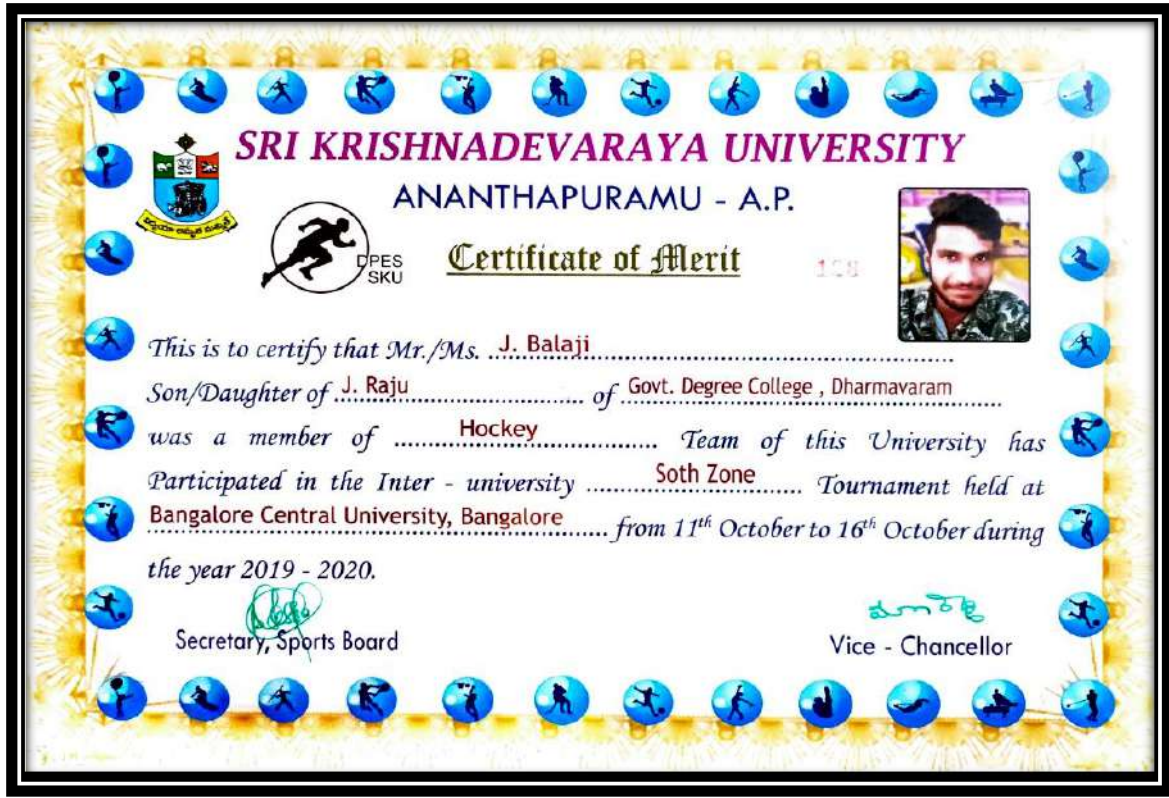 SRI KRISHNADEVARAYA UNIVERSITY
ANANTHAPURAMU - A.P.
DPES
SKU
Certificate of Merit
108
This is to certify that Mr./Ms. J. Balaji
Son/Daughter of J. Raju of Govt. Degree College , Dharmavaram
was a member of Hockey Team of this University has
Participated in the Inter - university Soth Zone Tournament held at
Bangalore Central University, Bangalore from 11th October to 16th October during
the year 2019 - 2020.
Secretary, Sports Board
Vice - Chancellor